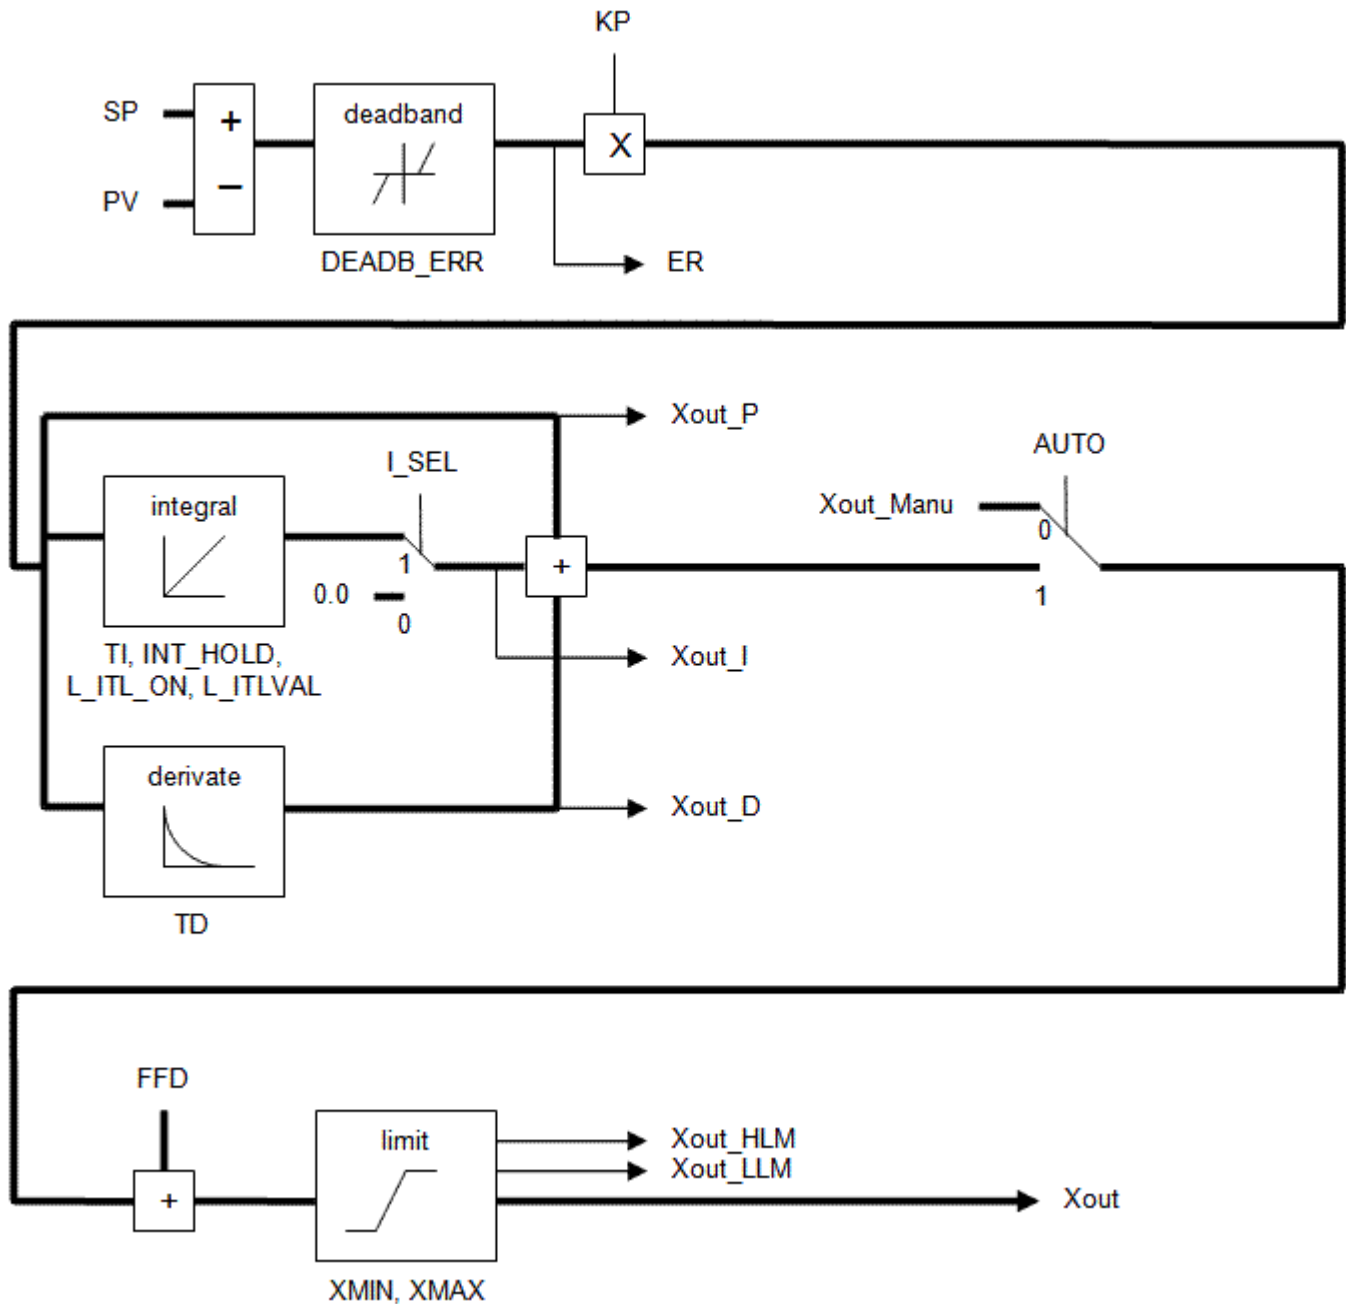 KP
SP
+
deadband
X
PV
−
DEADB_ERR
ER
Xout_P
AUTO
I_SEL
integral
Xout_Manu
0
1
+
0.0
0
1
TI, INT_HOLD,
L_ITL_ON, L_ITLVAL
Xout_I
derivate
Xout_D
TD
FFD
limit
Xout_HLM
Xout_LLM
+
Xout
XMIN, XMAX